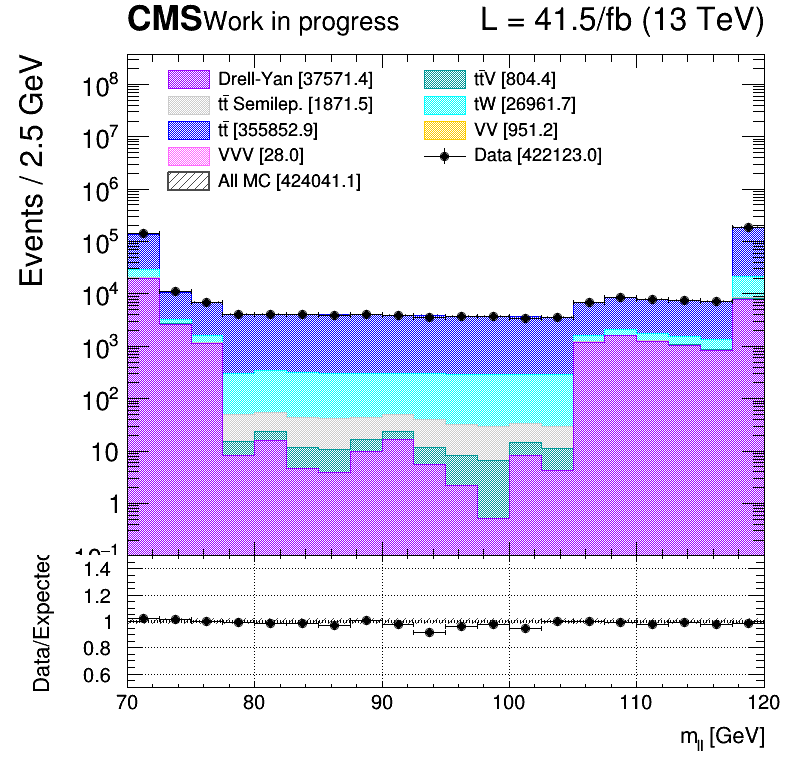 CMS Work in progress L = 41.5/fb (13 TeV)
Events / 2.5 GeV
Drell-Yan [37571.4]
tt̄ Semilep. [1871.5]
tt̄ [355852.9]
VVV [28.0]
All MC [424041.1]
tt̄V [804.4]
tW [26961.7]
VV [951.2]
Data [422123.0]
10⁸
10⁷
10⁶
10⁵
10⁴
10³
10²
10
1
10⁻¹
Data/Expected
1.4
1.2
1
0.8
0.6
70 80 90 100 110 120
m_ll [GeV]